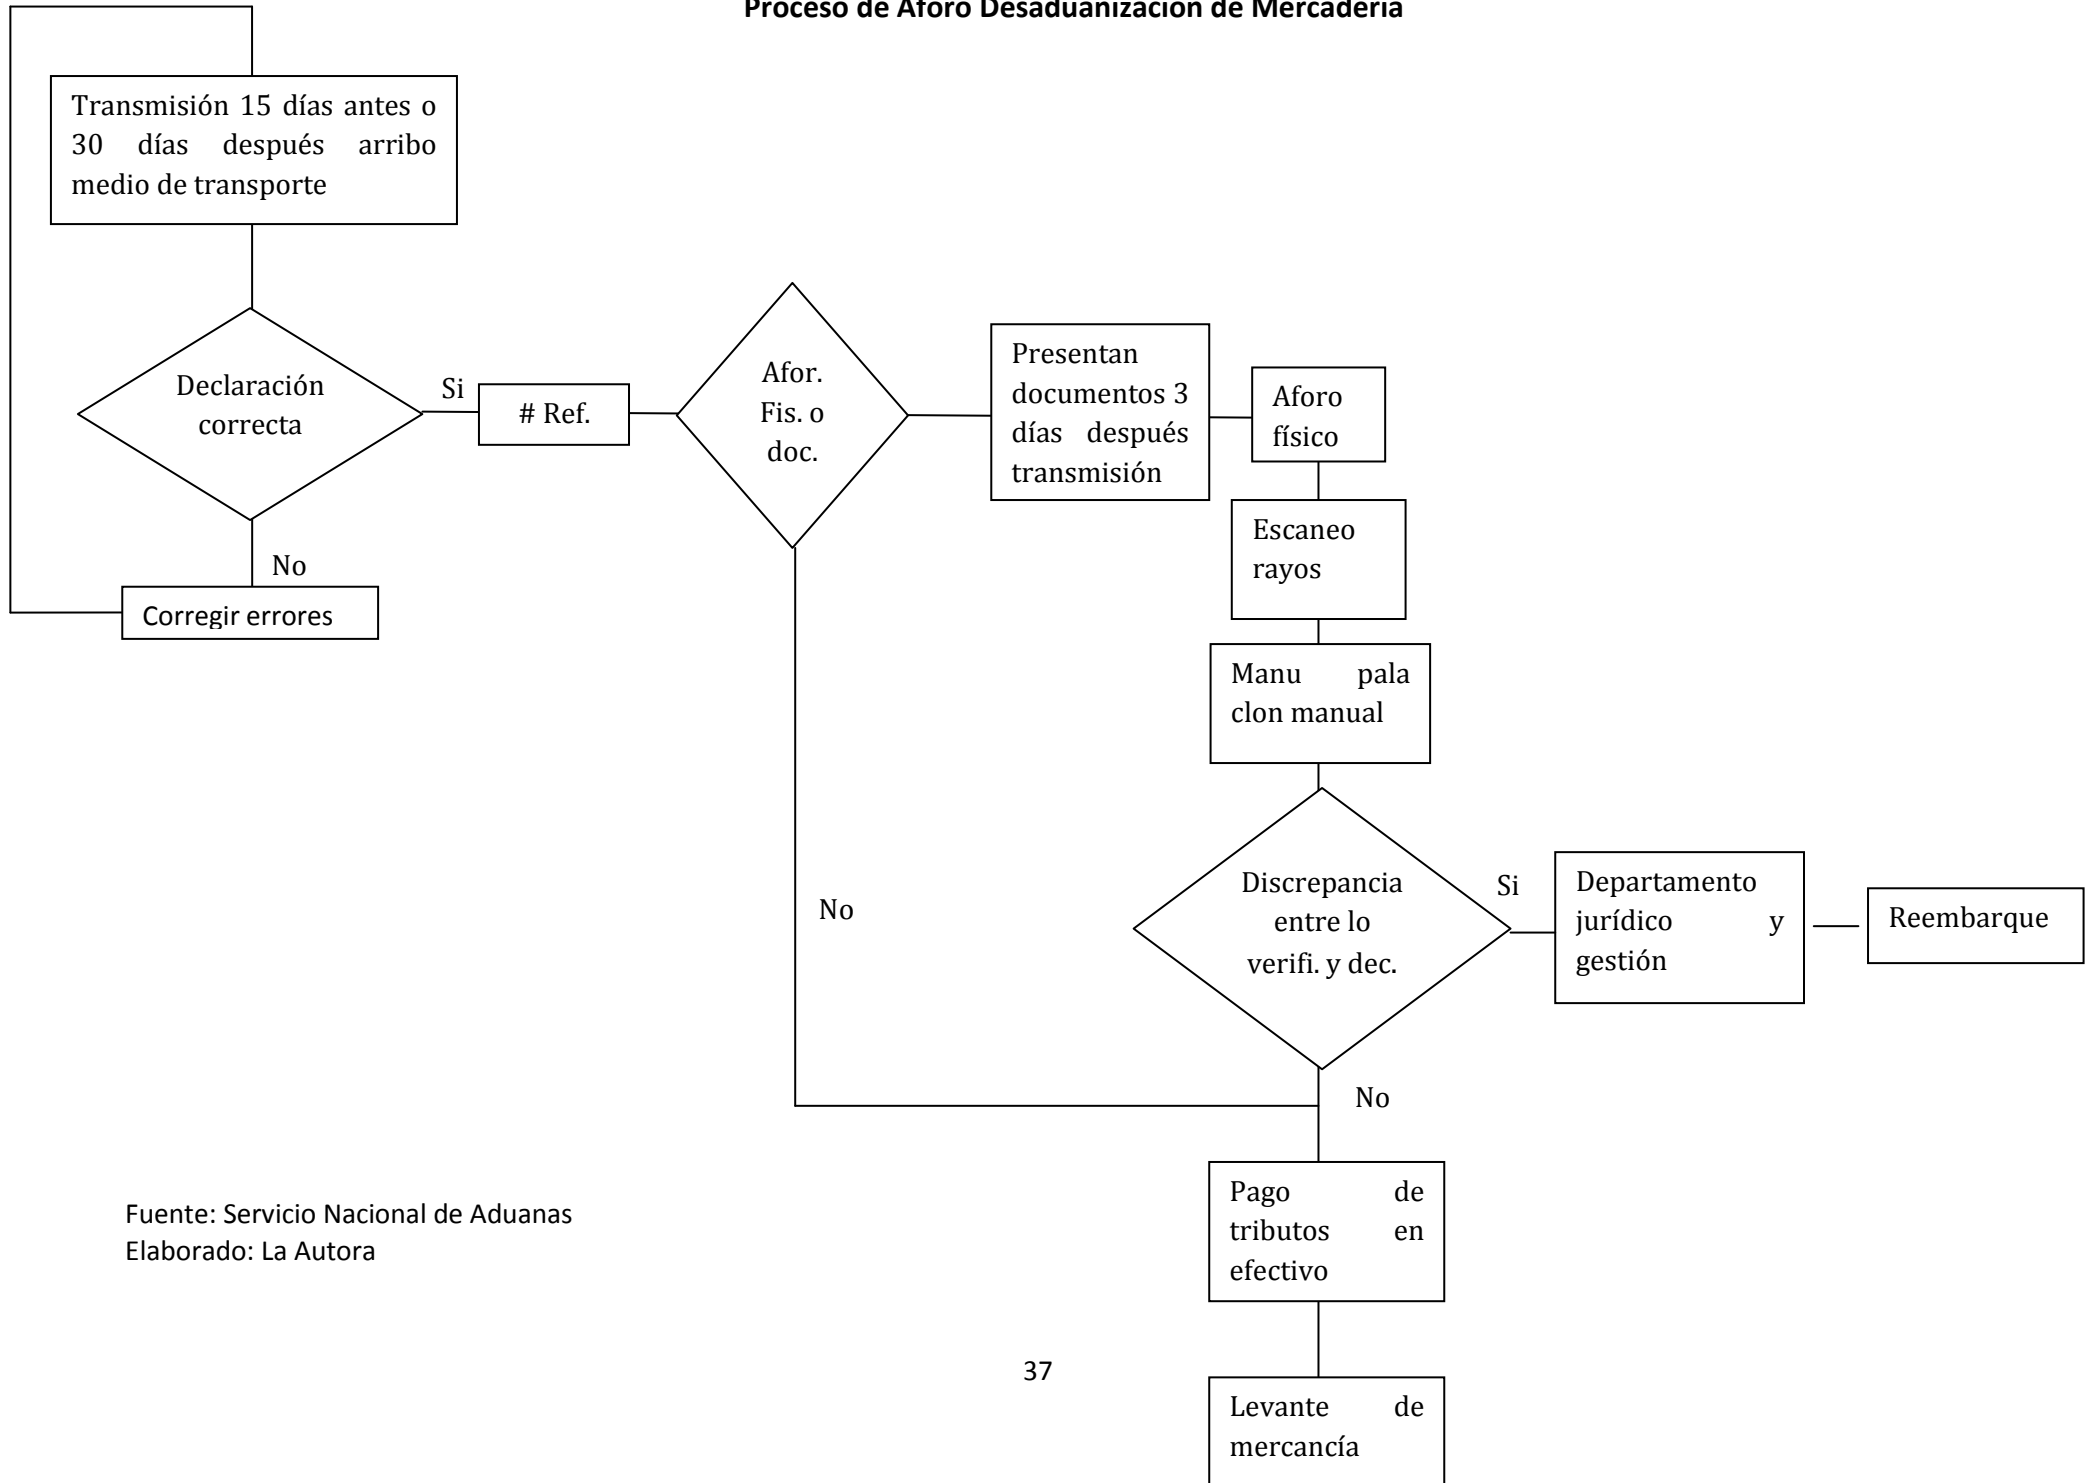 Proceso de Aforo Desaduanización de Mercadería
Transmisión 15 días antes o
30 días después arribo
medio de transporte
Declaración
correcta
Si
# Ref.
No
Corregir errores
Afor.
Fis. o
doc.
Presentan
documentos 3
días después
transmisión
Aforo
físico
Escaneo
rayos
Manu pala
clon manual
Discrepancia
entre lo
verifi. y dec.
Si
Departamento
jurídico y
gestión
Reembarque
No
No
Pago de
tributos en
efectivo
Levante de
mercancía
Fuente: Servicio Nacional de Aduanas
Elaborado: La Autora
37